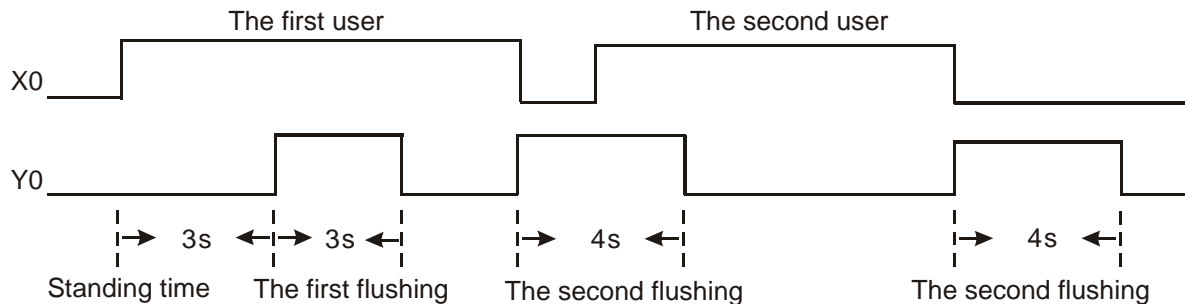 The first user The second user
X0
Y0
3s 3s 4s 4s
Standing time The first flushing The second flushing The second flushing